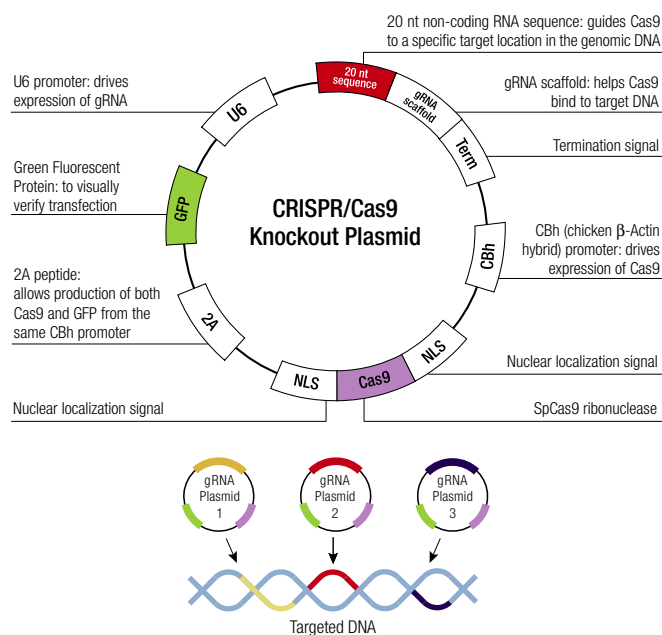 20 nt non-coding RNA sequence: guides Cas9
to a specific target location in the genomic DNA
U6 promoter: drives
expression of gRNA
gRNA scaffold: helps Cas9
bind to target DNA
Termination signal
Green Fluorescent
Protein: to visually
verify transfection
CBh (chicken β-Actin
hybrid) promoter: drives
expression of Cas9
2A peptide:
allows production of both
Cas9 and GFP from the
same CBh promoter
Nuclear localization signal
Nuclear localization signal
SpCas9 ribonuclease
20 nt
sequence
gRNA
scaffold
Term
CBh
NLS
Cas9
NLS
2A
GFP
U6
CRISPR/Cas9
Knockout Plasmid
gRNA
Plasmid
1
gRNA
Plasmid
2
gRNA
Plasmid
3
Targeted DNA